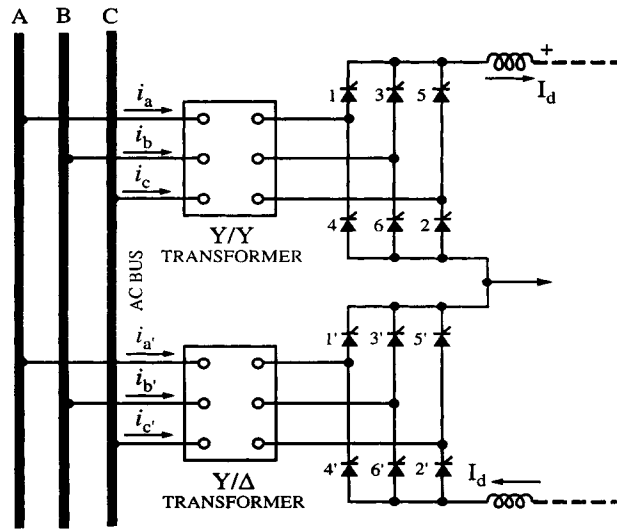 A B C
i_a
i_b
i_c
Y/Y
TRANSFORMER
1 3 5
4 6 2
+
I_d
AC BUS
i_a'
i_b'
i_c'
Y/Δ
TRANSFORMER
1' 3' 5'
4' 6' 2'
I_d